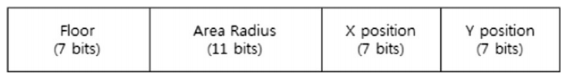 Floor
(7 bits)
Area Radius
(11 bits)
X position
(7 bits)
Y position
(7 bits)